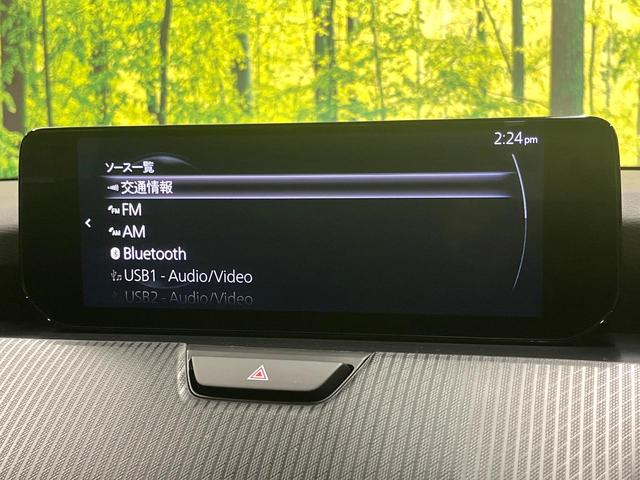 2:24pm
ソース一覧
交通情報
FM
AM
Bluetooth
USB1 - Audio/Video
USB2 - Audio/Video